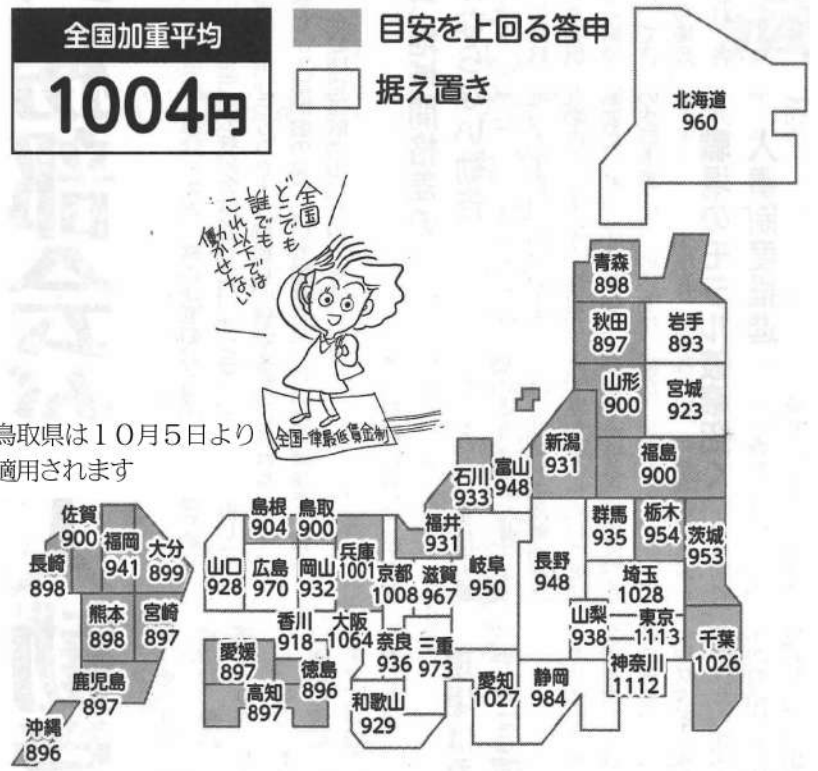 全国加重平均
1004円
目安を上回る答申
据え置き
北海道
960
全国
どこでも
誰でも
これ以下では
働かせない
全国一律最低賃金制
鳥取県は10月5日より
適用されます
青森
898
秋田
897
岩手
893
山形
900
宮城
923
新潟
931
福島
900
石川
933
富山
948
福井
931
群馬
935
栃木
954
茨城
953
岐阜
950
長野
948
埼玉
1028
山梨
938
東京
1113
千葉
1026
神奈川
1112
静岡
984
愛知
1027
島根
904
鳥取
900
兵庫
1001
京都
1008
滋賀
967
山口
928
広島
970
岡山
932
香川
918
大阪
1064
奈良
936
三重
973
和歌山
929
愛媛
897
徳島
896
高知
897
佐賀
900
福岡
941
大分
899
長崎
898
熊本
898
宮崎
897
鹿児島
897
沖縄
896